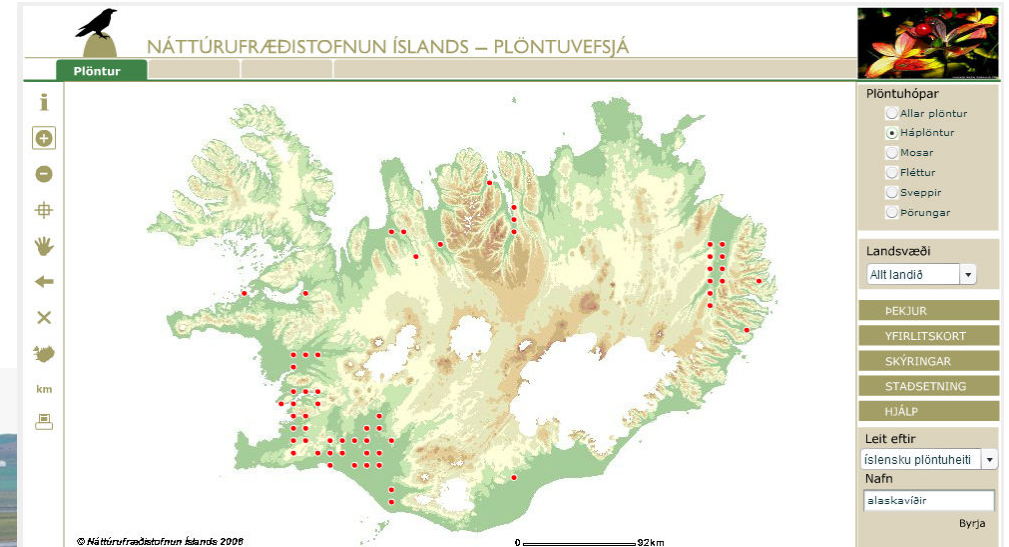 NÁTTÚRUFRÆÐISTOFNUN ÍSLANDS – PLÖNTUVEFSJÁ
Plöntur
Plöntuhópar
Allar plöntur
Háplöntur
Mosar
Fléttur
Sveppir
Þörungar
Landsvæði
Allt landið
ÞEKJUR
YFIRLITSKORT
SKÝRINGAR
STAÐSETNING
HJÁLP
Leit eftir
íslensku plöntuheiti
Nafn
alaskavíðir
Byrja
km
© Náttúrufræðistofnun Íslands 2006
0 92km